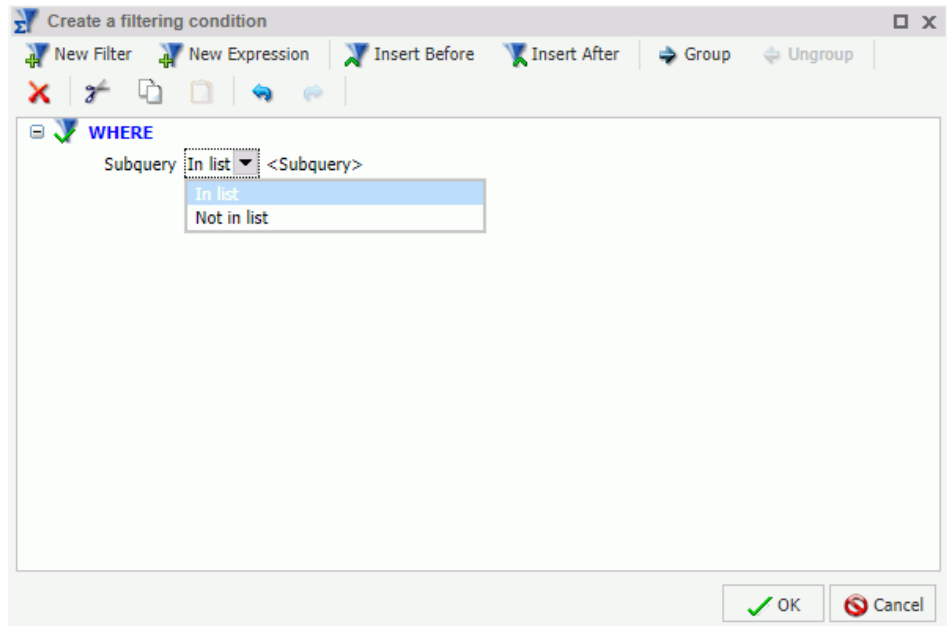 Create a filtering condition
New Filter New Expression Insert Before Insert After Group Ungroup
WHERE
Subquery In list <Subquery>
In list
Not in list
OK Cancel